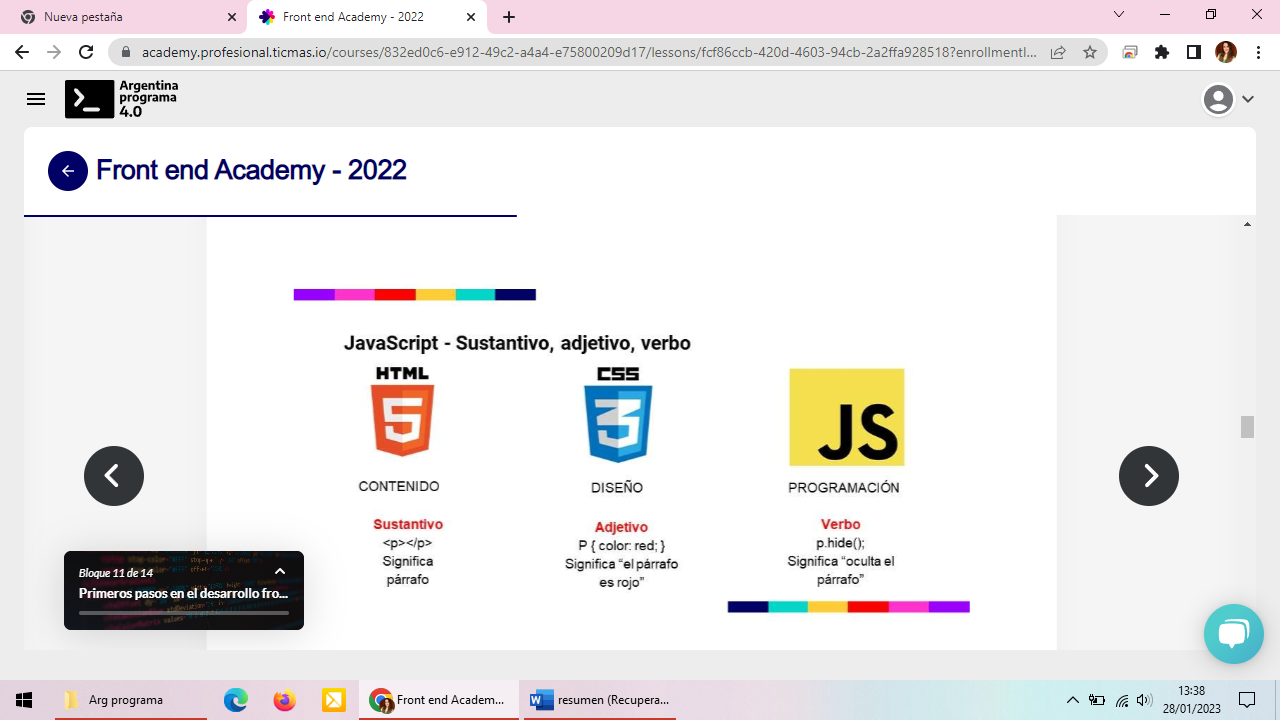 Nueva pestaña
Front end Academy - 2022
academy.profesional.ticmas.io/courses/832ed0c6-e912-49c2-a4a4-e75800209d17/lessons/fcf86ccb-420d-4603-94cb-2a2ffa928518?enrollmentI...
Argentina
programa
4.0
Front end Academy - 2022
JavaScript - Sustantivo, adjetivo, verbo
HTML
CSS
5
3
JS
CONTENIDO
DISEÑO
PROGRAMACIÓN
Sustantivo
<p></p>
Significa
párrafo
Adjetivo
P { color: red; }
Significa “el párrafo
es rojo”
Verbo
p.hide();
Significa “oculta el
párrafo”
Bloque 11 de 14
Primeros pasos en el desarrollo fro...
Arg programa
Front end Academ...
resumen (Recupera...
13:38
28/01/2023